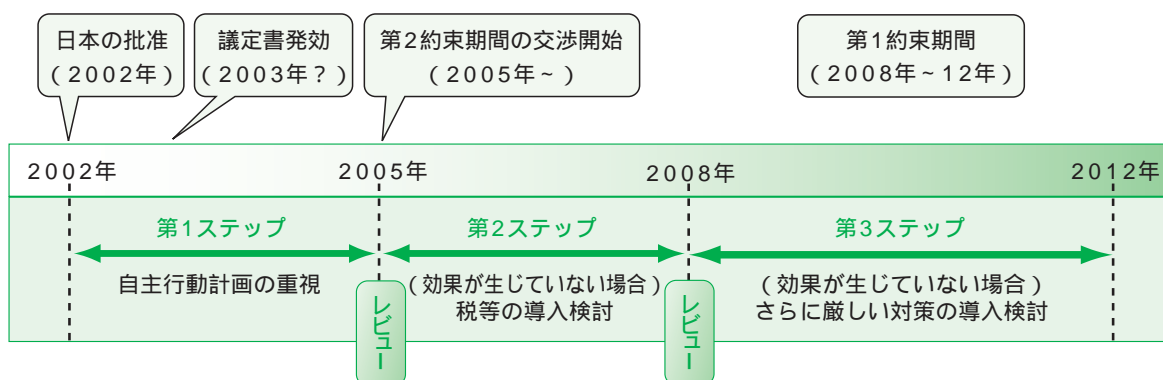 日本の批准
(2002年)
議定書発効
(2003年?)
第2約束期間の交渉開始
(2005年~)
第1約束期間
(2008年~12年)
2002年
2005年
2008年
2012年
第1ステップ
第2ステップ
第3ステップ
自主行動計画の重視
(効果が生じていない場合)
税等の導入検討
(効果が生じていない場合)
さらに厳しい対策の導入検討
レビュー
レビュー